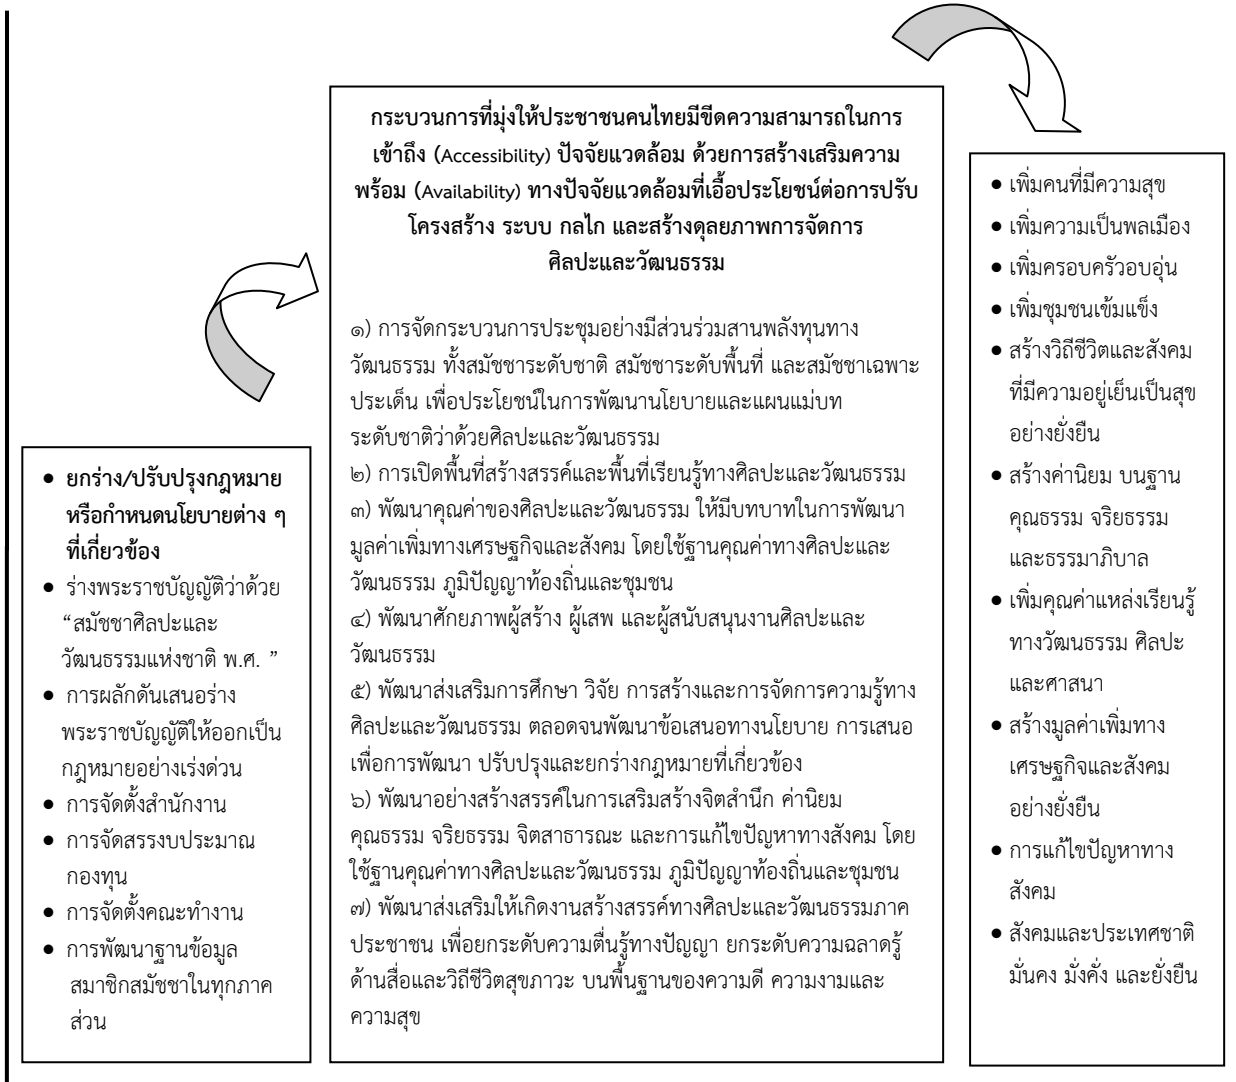 กระบวนการที่มุ่งให้ประชาชนคนไทยมีขีดความสามารถในการ
เข้าถึง (Accessibility) ปัจจัยแวดล้อม ด้วยการสร้างเสริมความ
พร้อม (Availability) ทางปัจจัยแวดล้อมที่เอื้อประโยชน์ต่อการปรับ
โครงสร้าง ระบบ กลไก และสร้างดุลยภาพการจัดการ
ศิลปะและวัฒนธรรม
๑) การจัดกระบวนการประชุมอย่างมีส่วนร่วมสานพลังทุนทาง
วัฒนธรรม ทั้งสมัชชาระดับชาติ สมัชชาระดับพื้นที่ และสมัชชาเฉพาะ
ประเด็น เพื่อประโยชน์ในการพัฒนานโยบายและแผนแม่บท
ระดับชาติว่าด้วยศิลปะและวัฒนธรรม
๒) การเปิดพื้นที่สร้างสรรค์และพื้นที่เรียนรู้ทางศิลปะและวัฒนธรรม
๓) พัฒนาคุณค่าของศิลปะและวัฒนธรรม ให้มีบทบาทในการพัฒนา
มูลค่าเพิ่มทางเศรษฐกิจและสังคม โดยใช้ฐานคุณค่าทางศิลปะและ
วัฒนธรรม ภูมิปัญญาท้องถิ่นและชุมชน
๔) พัฒนาศักยภาพผู้สร้าง ผู้เสพ และผู้สนับสนุนงานศิลปะและ
วัฒนธรรม
๕) พัฒนาส่งเสริมการศึกษา วิจัย การสร้างและการจัดการความรู้ทาง
ศิลปะและวัฒนธรรม ตลอดจนพัฒนาข้อเสนอทางนโยบาย การเสนอ
เพื่อการพัฒนา ปรับปรุงและยกร่างกฎหมายที่เกี่ยวข้อง
๖) พัฒนาอย่างสร้างสรรค์ในการเสริมสร้างจิตสำนึก ค่านิยม
คุณธรรม จริยธรรม จิตสาธารณะ และการแก้ไขปัญหาทางสังคม โดย
ใช้ฐานคุณค่าทางศิลปะและวัฒนธรรม ภูมิปัญญาท้องถิ่นและชุมชน
๗) พัฒนาส่งเสริมให้เกิดงานสร้างสรรค์ทางศิลปะและวัฒนธรรมภาค
ประชาชน เพื่อยกระดับความตื่นรู้ทางปัญญา ยกระดับความฉลาดรู้
ด้านสื่อและวิถีชีวิตสุขภาวะ บนพื้นฐานของความดี ความงามและ
ความสุข
● ยกร่าง/ปรับปรุงกฎหมาย
หรือกำหนดนโยบายต่าง ๆ
ที่เกี่ยวข้อง
● ร่างพระราชบัญญัติว่าด้วย
“สมัชชาศิลปะและ
วัฒนธรรมแห่งชาติ พ.ศ. ”
● การผลักดันเสนอร่าง
พระราชบัญญัติให้ออกเป็น
กฎหมายอย่างเร่งด่วน
● การจัดตั้งสำนักงาน
● การจัดสรรงบประมาณ
กองทุน
● การจัดตั้งคณะทำงาน
● การพัฒนาฐานข้อมูล
สมาชิกสมัชชาในทุกภาค
ส่วน
● เพิ่มคนที่มีความสุข
● เพิ่มความเป็นพลเมือง
● เพิ่มครอบครัวอบอุ่น
● เพิ่มชุมชนเข้มแข็ง
● สร้างวิถีชีวิตและสังคม
ที่มีความอยู่เย็นเป็นสุข
อย่างยั่งยืน
● สร้างค่านิยม บนฐาน
คุณธรรม จริยธรรม
และธรรมาภิบาล
● เพิ่มคุณค่าแหล่งเรียนรู้
ทางวัฒนธรรม ศิลปะ
และศาสนา
● สร้างมูลค่าเพิ่มทาง
เศรษฐกิจและสังคม
อย่างยั่งยืน
● การแก้ไขปัญหาทาง
สังคม
● สังคมและประเทศชาติ
มั่นคง มั่งคั่ง และยั่งยืน